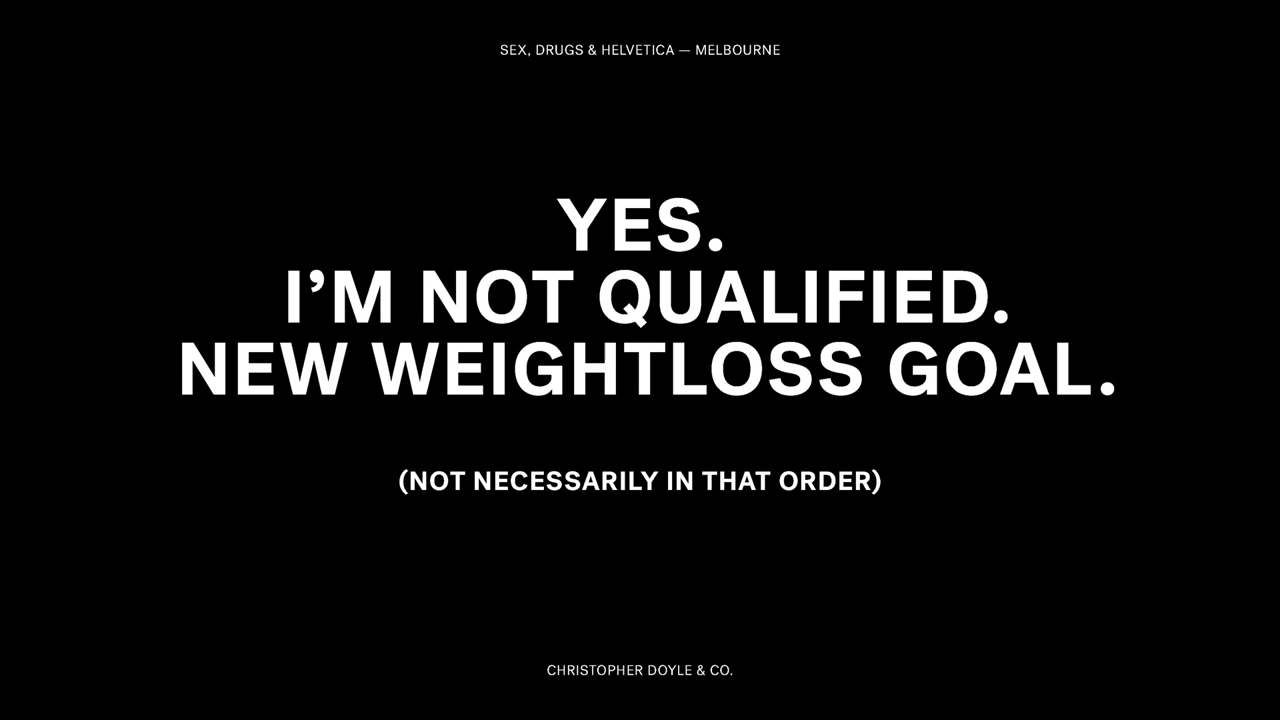 SEX, DRUGS & HELVETICA — MELBOURNE
YES.
I’M NOT QUALIFIED.
NEW WEIGHTLOSS GOAL.
(NOT NECESSARILY IN THAT ORDER)
CHRISTOPHER DOYLE & CO.